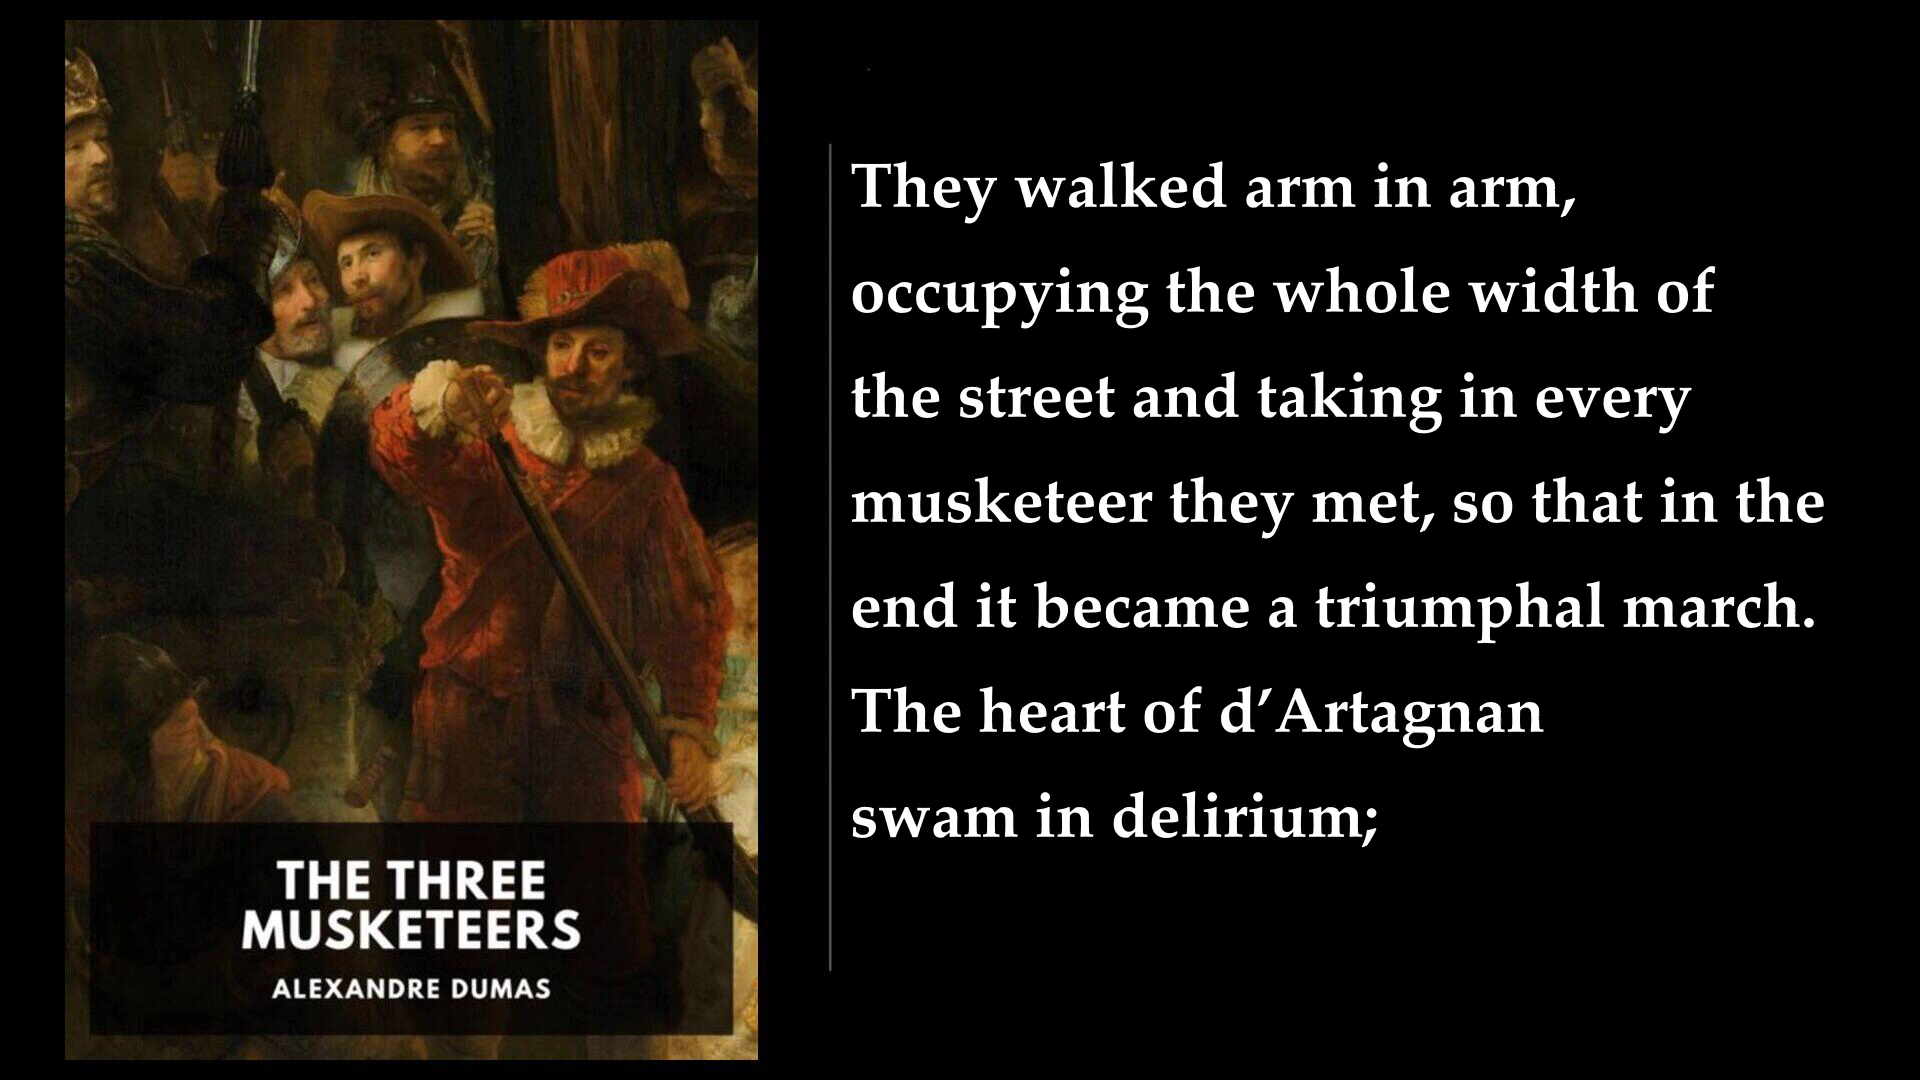 THE THREE
MUSKETEERS
ALEXANDRE DUMAS
They walked arm in arm,
occupying the whole width of
the street and taking in every
musketeer they met, so that in the
end it became a triumphal march.
The heart of d’Artagnan
swam in delirium;